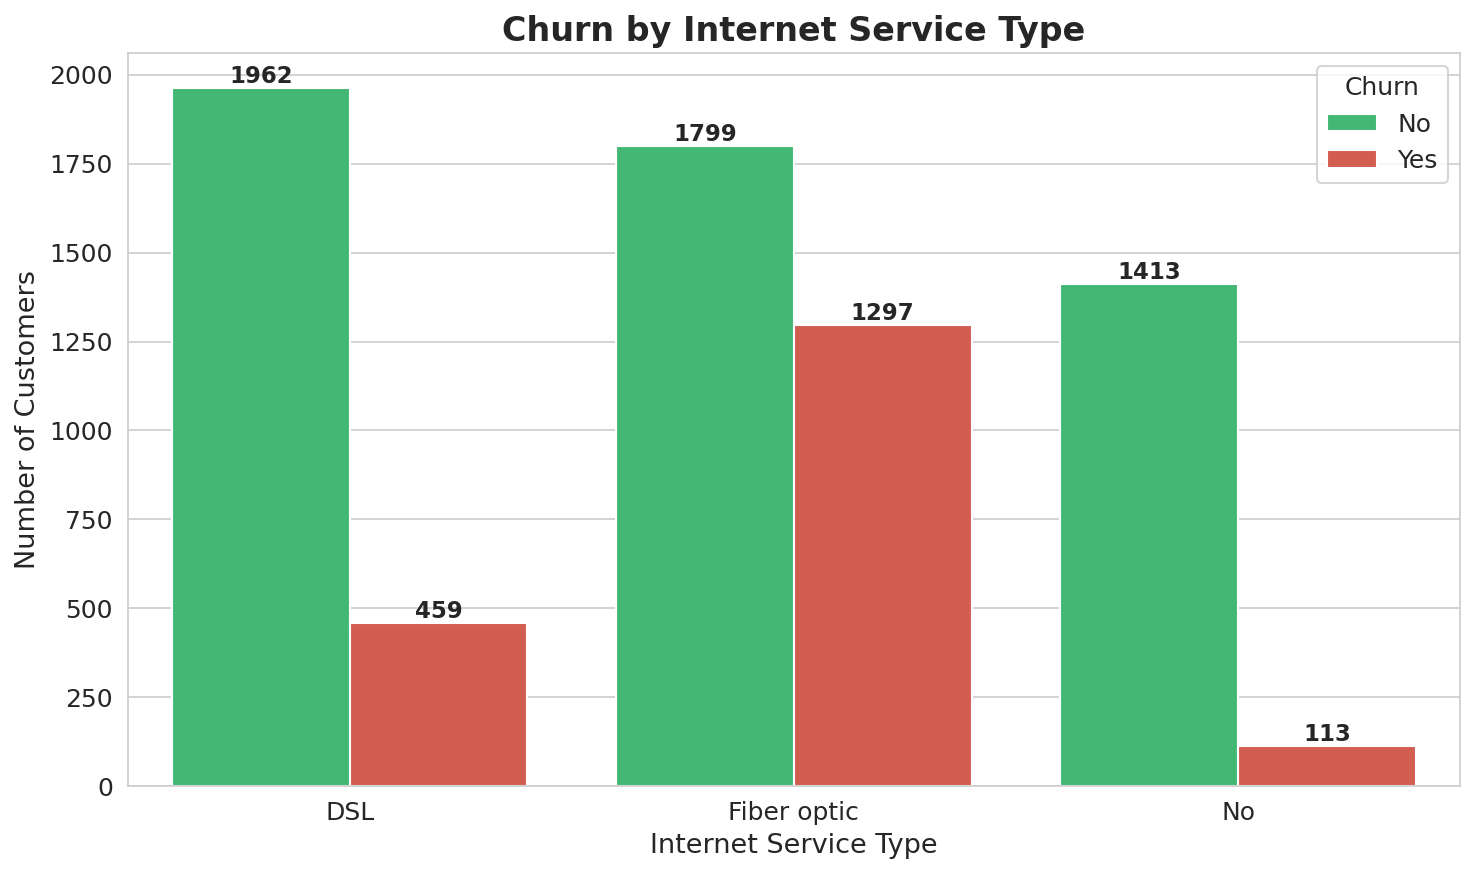 Churn by Internet Service Type
Churn
No
Yes
Number of Customers
2000
1750
1500
1250
1000
750
500
250
0
1962
459
1799
1297
1413
113
DSL
Fiber optic
No
Internet Service Type